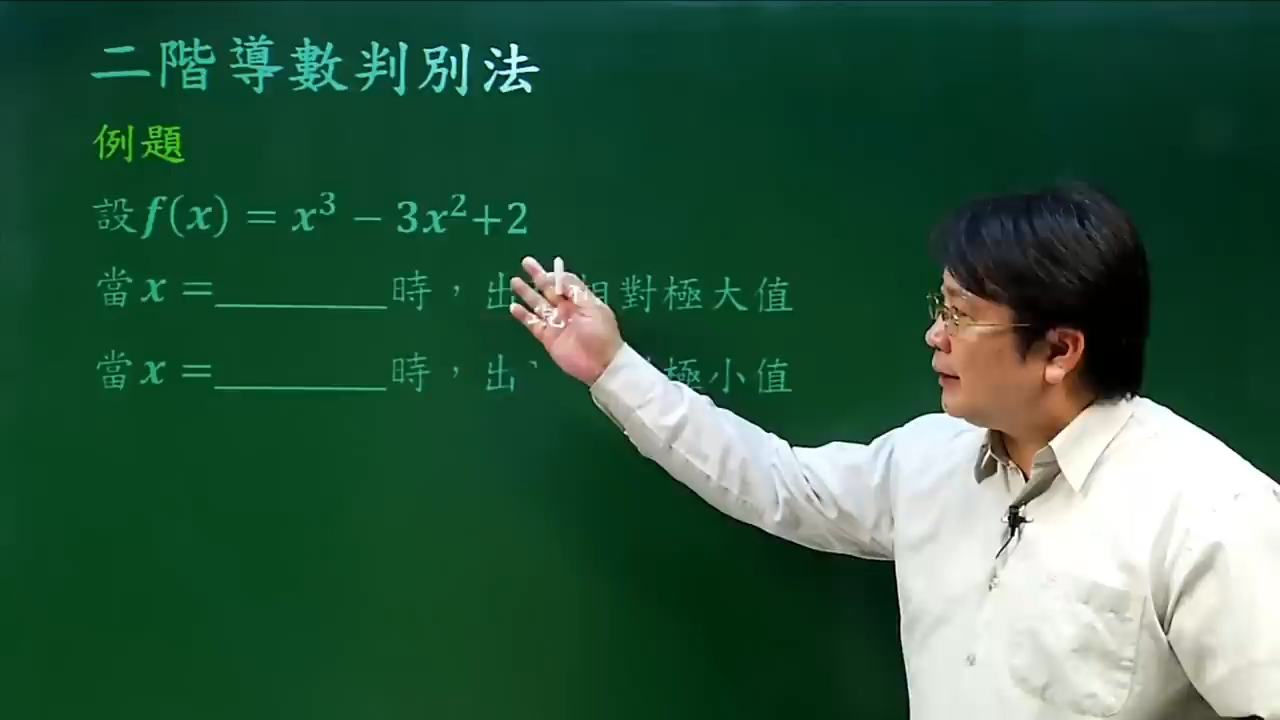 二階導數判別法
例題
設f(x) = x³ − 3x²+2
當x =________時，出 相對極大值
當x =________時，出 對極小值